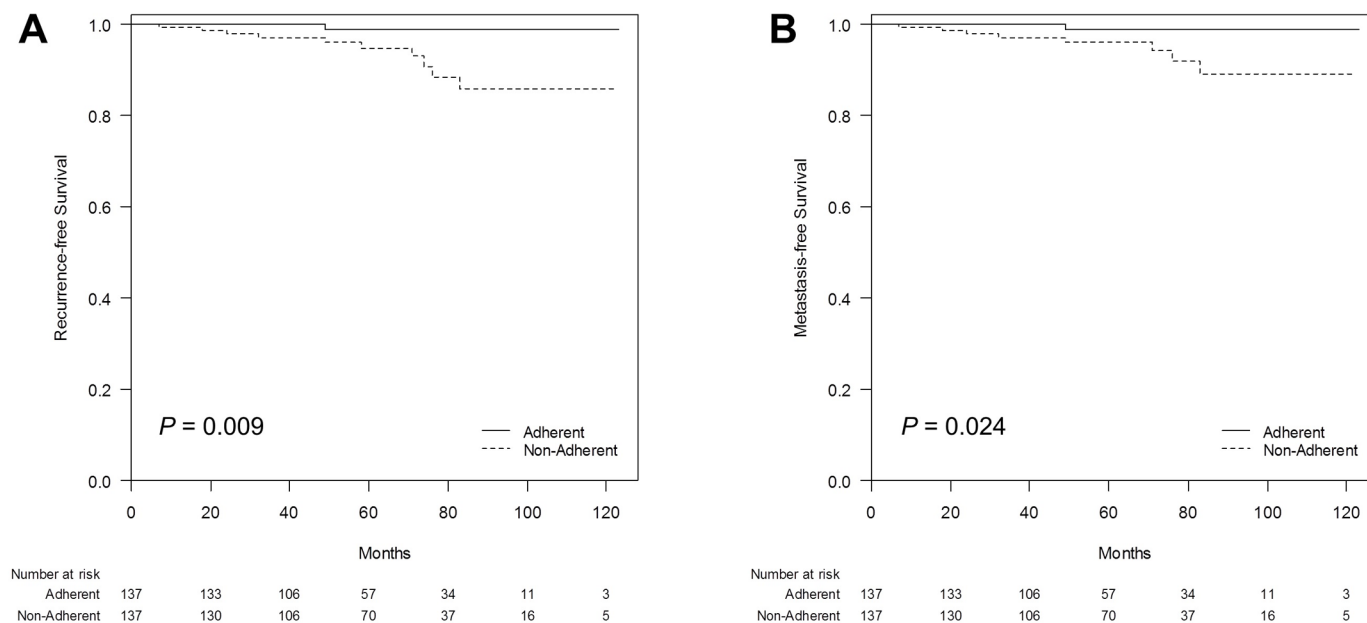 A
1.0
0.8
0.6
0.4
0.2
0.0
Recurrence-free Survival
P = 0.009
Adherent
Non-Adherent
0 20 40 60 80 100 120
Months
Number at risk
Adherent 137 133 106 57 34 11 3
Non-Adherent 137 130 106 70 37 16 5
B
1.0
0.8
0.6
0.4
0.2
0.0
Metastasis-free Survival
P = 0.024
Adherent
Non-Adherent
0 20 40 60 80 100 120
Months
Number at risk
Adherent 137 133 106 57 34 11 3
Non-Adherent 137 130 106 70 37 16 5